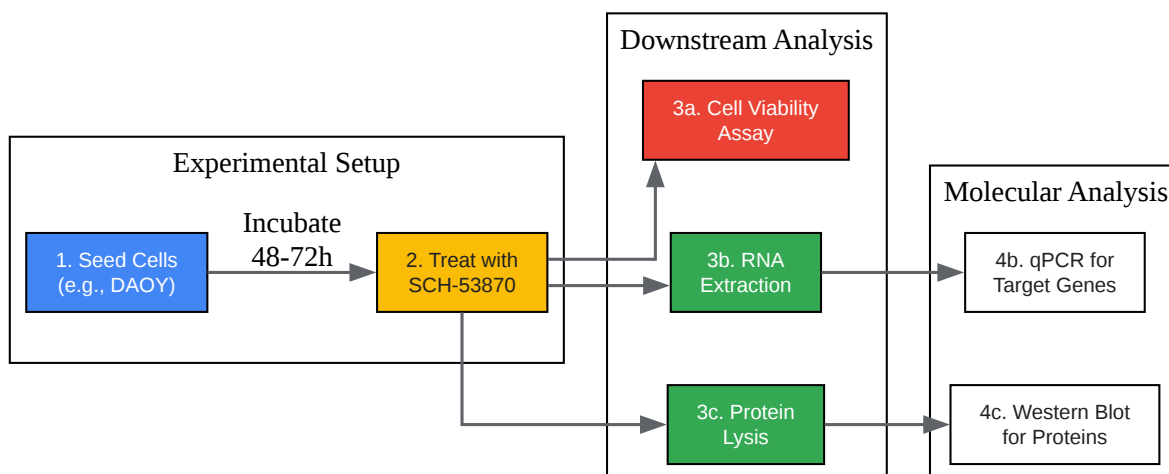 Experimental Setup
1. Seed Cells
(e.g., DAOY)
Incubate
48-72h
2. Treat with
SCH-53870
Downstream Analysis
3a. Cell Viability
Assay
3b. RNA
Extraction
3c. Protein
Lysis
Molecular Analysis
4b. qPCR for
Target Genes
4c. Western Blot
for Proteins